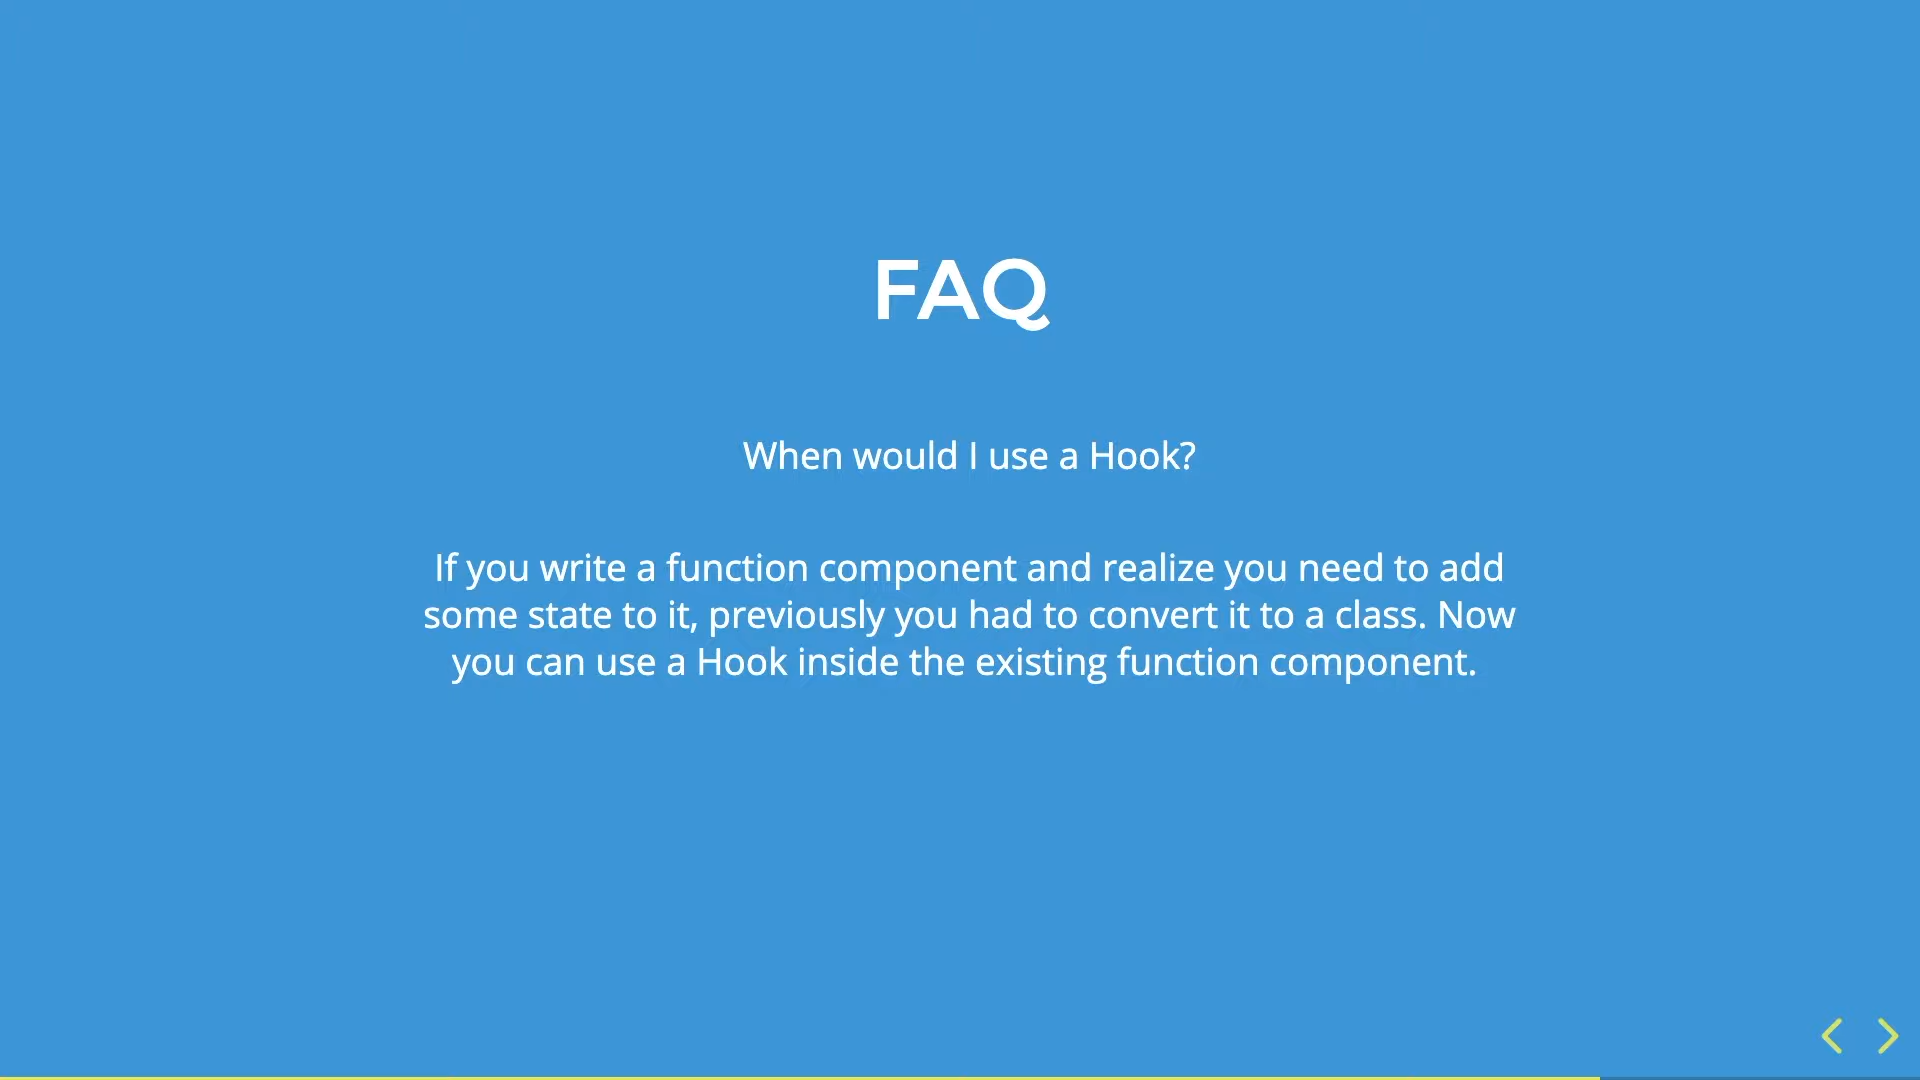 FAQ
When would I use a Hook?
If you write a function component and realize you need to add
some state to it, previously you had to convert it to a class. Now
you can use a Hook inside the existing function component.